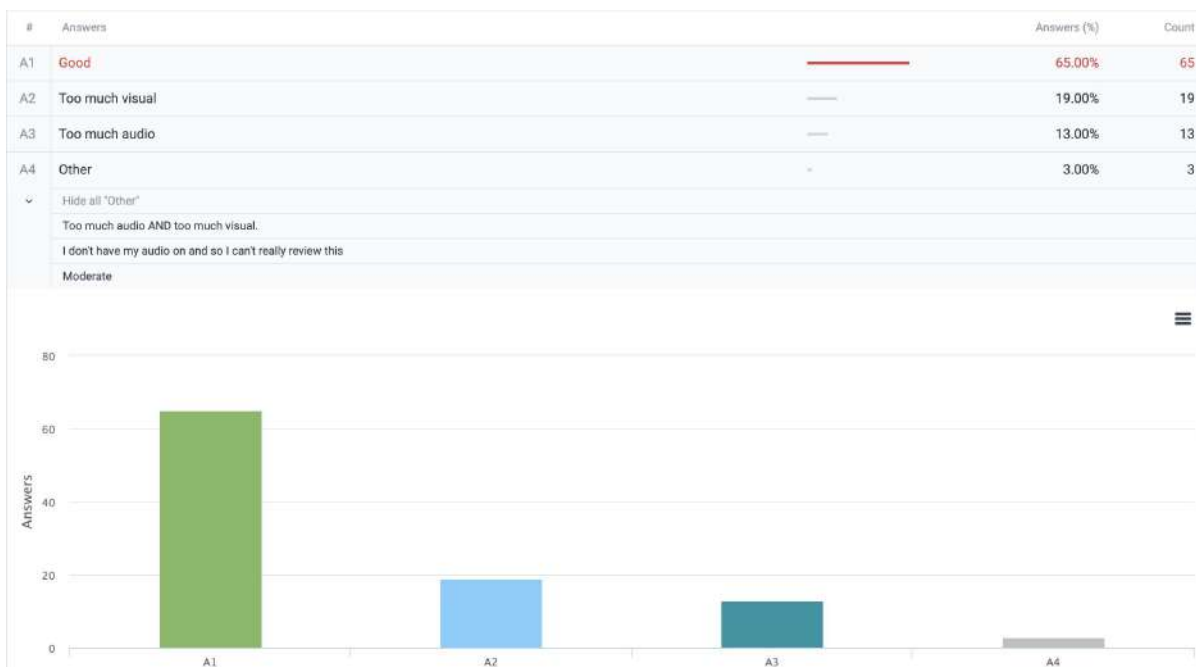 # Answers Answers (%) Count
A1 Good 65.00% 65
A2 Too much visual 19.00% 19
A3 Too much audio 13.00% 13
A4 Other 3.00% 3
Hide all "Other"
Too much audio AND too much visual.
I don't have my audio on and so I can't really review this
Moderate
80
60
40
20
0
Answers
A1 A2 A3 A4